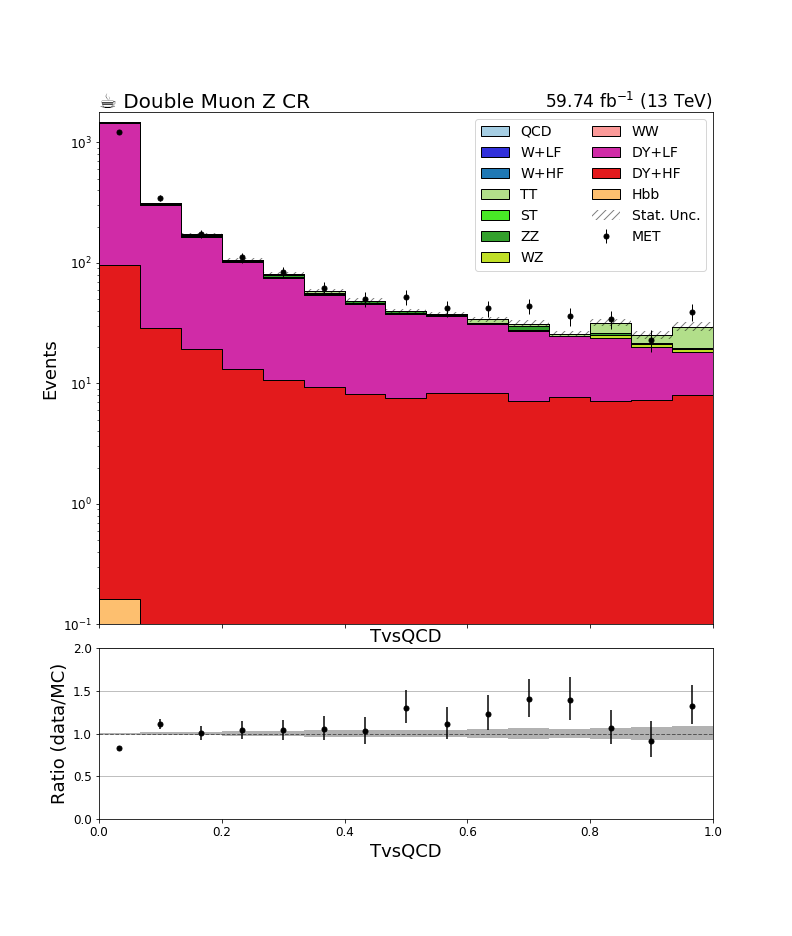 ☕ Double Muon Z CR
59.74 fb⁻¹ (13 TeV)
QCD
W+LF
W+HF
TT
ST
ZZ
WZ
WW
DY+LF
DY+HF
Hbb
Stat. Unc.
MET
Events
10³
10²
10¹
10⁰
10⁻¹
TvsQCD
Ratio (data/MC)
2.0
1.5
1.0
0.5
0.0
0.0 0.2 0.4 0.6 0.8 1.0
TvsQCD